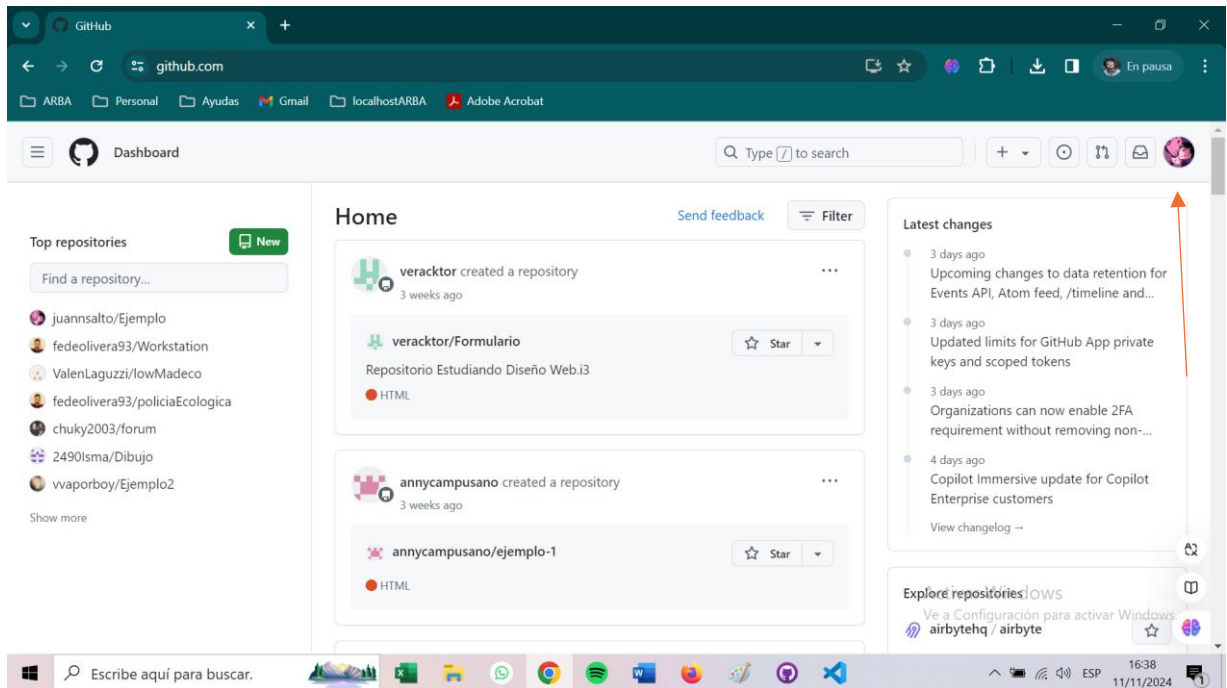 GitHub
github.com
En pausa
ARBA
Personal
Ayudas
Gmail
localhostARBA
Adobe Acrobat
Dashboard
Type / to search
Top repositories
New
Find a repository...
juannsalto/Ejemplo
fedeolivera93/Workstation
ValenLaguzzi/lowMadeco
fedeolivera93/policiaEcologica
chuky2003/forum
2490Isma/Dibujo
vvaporboy/Ejemplo2
Show more
Home
Send feedback
Filter
veracktor created a repository
3 weeks ago
veracktor/Formulario
Star
Repositorio Estudiando Diseño Web.i3
HTML
annycampusano created a repository
3 weeks ago
annycampusano/ejemplo-1
Star
HTML
Latest changes
3 days ago
Upcoming changes to data retention for
Events API, Atom feed, /timeline and...
3 days ago
Updated limits for GitHub App private
keys and scoped tokens
3 days ago
Organizations can now enable 2FA
requirement without removing non-...
4 days ago
Copilot Immersive update for Copilot
Enterprise customers
View changelog →
Explore repositories
Activar Windows
Ve a Configuración para activar Windows.
airbytehq / airbyte
Escribe aquí para buscar.
ESP
16:38
11/11/2024
1